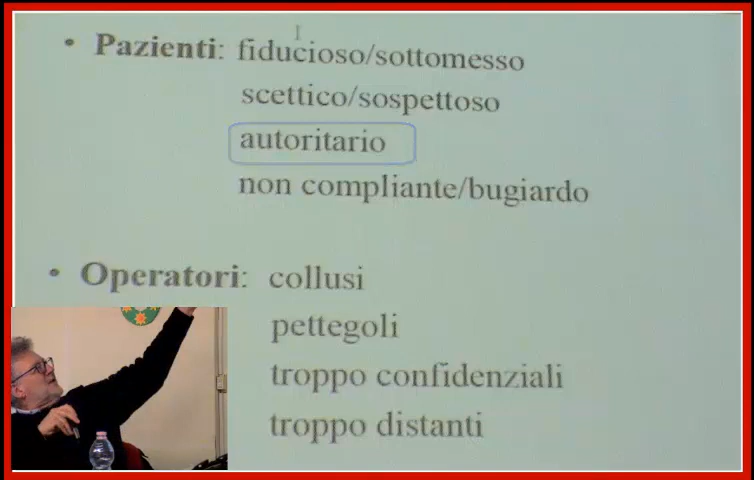 • Pazienti: fiducioso/sottomesso
scettico/sospettoso
autoritario
non compliante/bugiardo
• Operatori: collusi
pettegoli
troppo confidenziali
troppo distanti